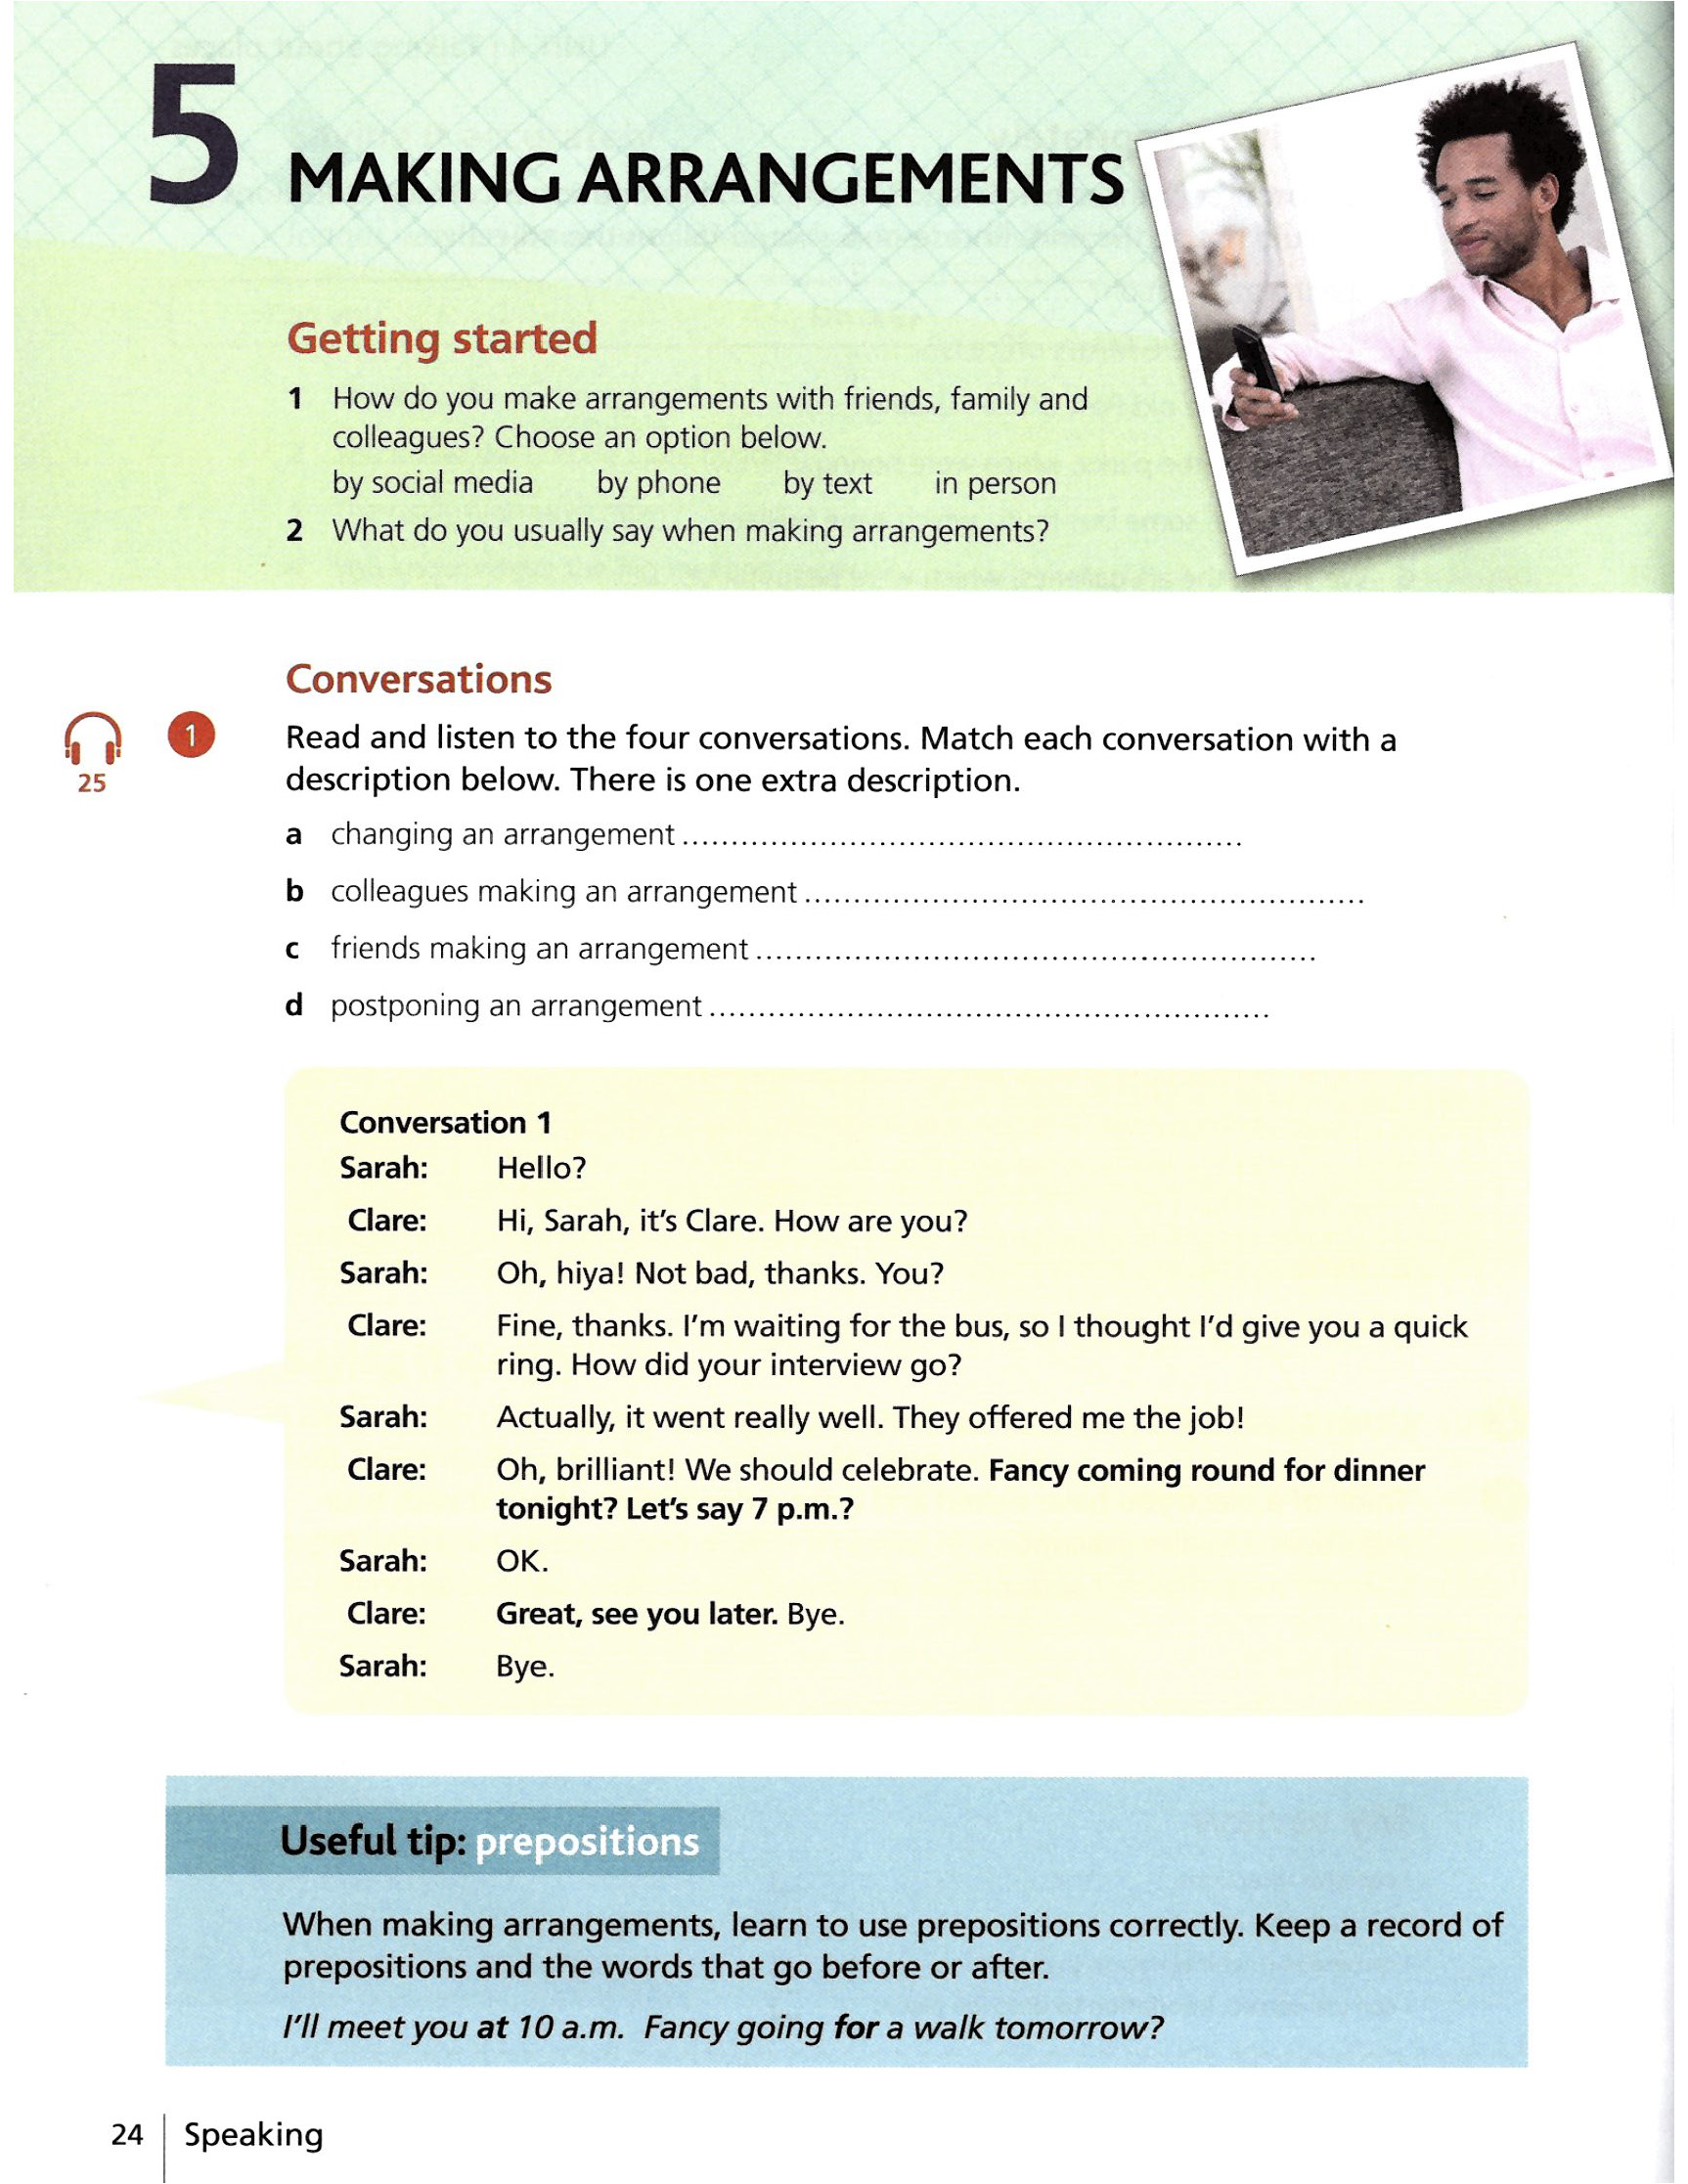 5
MAKING ARRANGEMENTS
Getting started
1 How do you make arrangements with friends, family and
colleagues? Choose an option below.
by social media by phone by text in person
2 What do you usually say when making arrangements?
Conversations
25
1 Read and listen to the four conversations. Match each conversation with a
description below. There is one extra description.
a changing an arrangement ........................................................
b colleagues making an arrangement ........................................................
c friends making an arrangement ........................................................
d postponing an arrangement ........................................................
Conversation 1
Sarah: Hello?
Clare: Hi, Sarah, it's Clare. How are you?
Sarah: Oh, hiya! Not bad, thanks. You?
Clare: Fine, thanks. I'm waiting for the bus, so I thought I'd give you a quick
ring. How did your interview go?
Sarah: Actually, it went really well. They offered me the job!
Clare: Oh, brilliant! We should celebrate. Fancy coming round for dinner
tonight? Let's say 7 p.m.?
Sarah: OK.
Clare: Great, see you later. Bye.
Sarah: Bye.
Useful tip: prepositions
When making arrangements, learn to use prepositions correctly. Keep a record of
prepositions and the words that go before or after.
I'll meet you at 10 a.m. Fancy going for a walk tomorrow?
24 Speaking